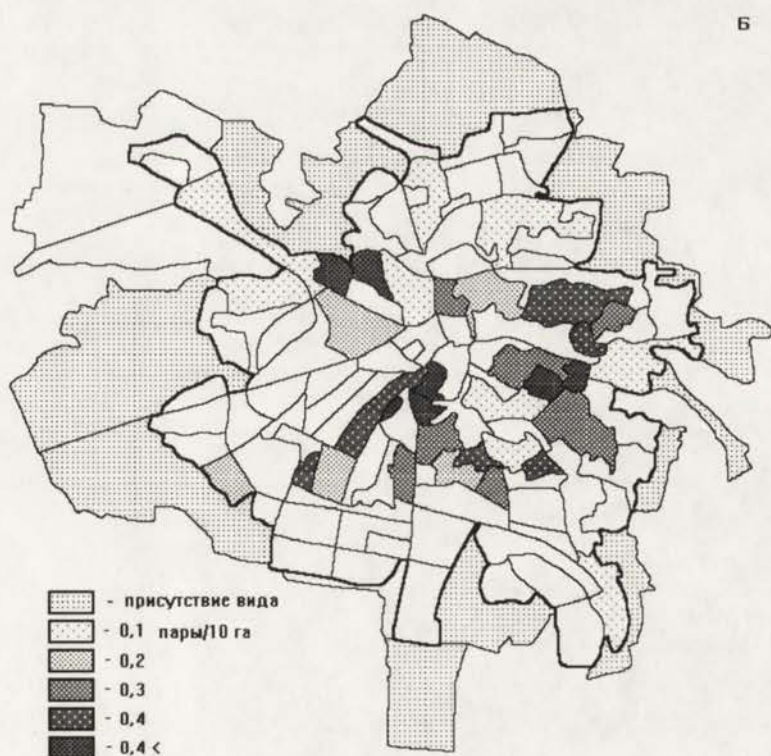 Б
- присутствие вида
- 0,1 пары/10 га
- 0,2
- 0,3
- 0,4
- 0,4 <